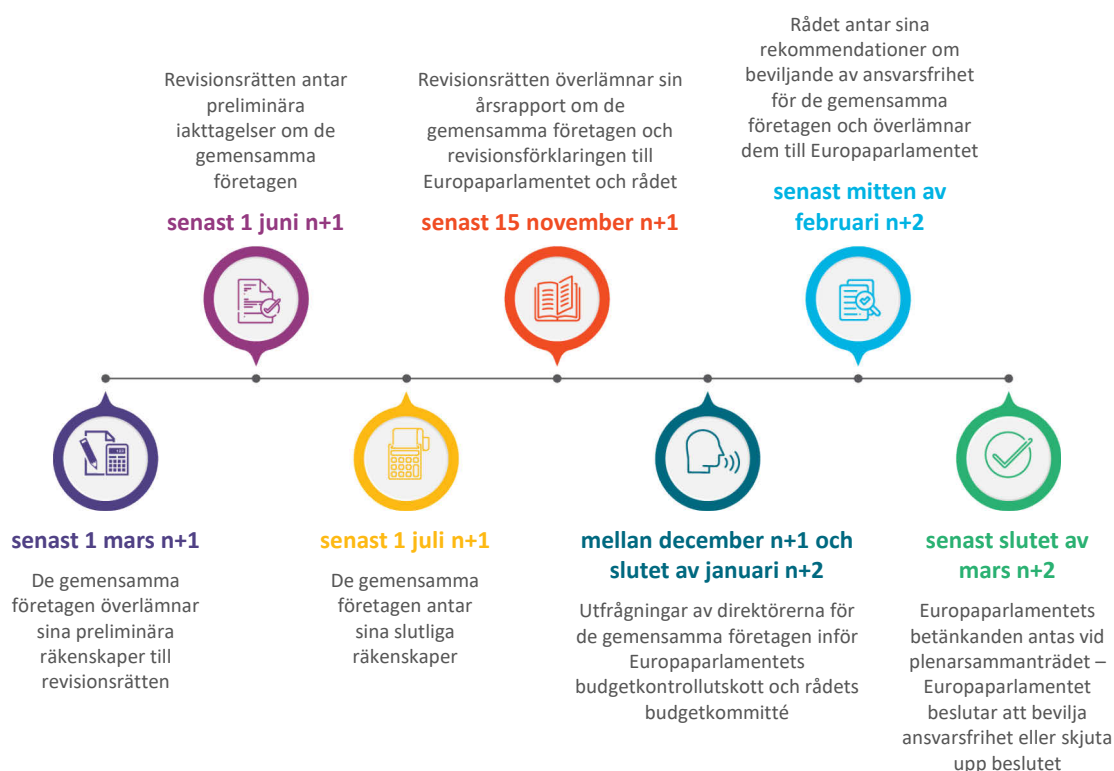 Revisionsrätten antar
preliminära
iakttagelser om de
gemensamma
företagen
senast 1 juni n+1
Revisionsrätten överlämnar sin
årsrapport om de
gemensamma företagen och
revisionsförklaringen till
Europaparlamentet och rådet
senast 15 november n+1
Rådet antar sina
rekommendationer om
beviljande av ansvarsfrihet
för de gemensamma
företagen och överlämnar
dem till Europaparlamentet
senast mitten av
februari n+2
senast 1 mars n+1
De gemensamma
företagen överlämnar
sina preliminära
räkenskaper till
revisionsrätten
senast 1 juli n+1
De gemensamma
företagen antar
sina slutliga
räkenskaper
mellan december n+1 och
slutet av januari n+2
Utfrågningar av direktörerna för
de gemensamma företagen inför
Europaparlamentets
budgetkontrollutskott och rådets
budgetkommitté
senast slutet av
mars n+2
Europaparlamentets
betänkanden antas vid
plenarsammanträdet –
Europaparlamentet
beslutar att bevilja
ansvarsfrihet eller skjuta
upp beslutet